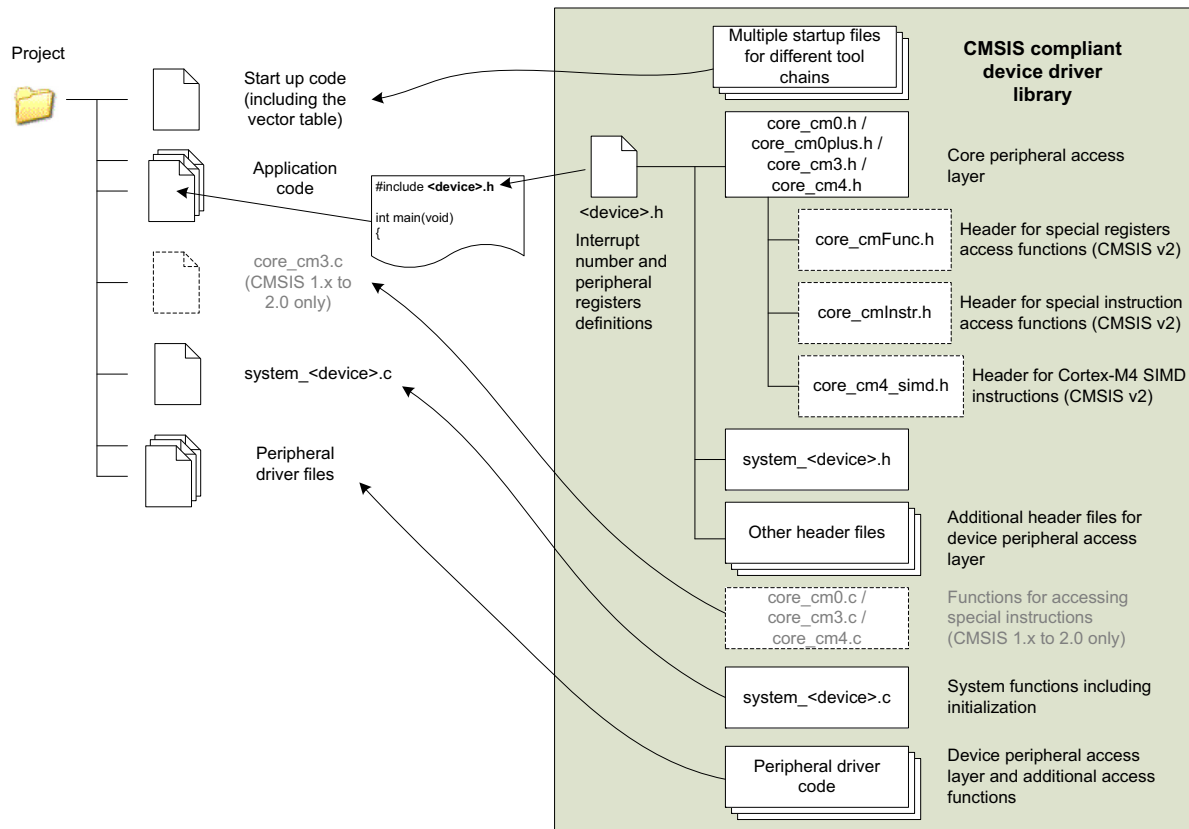 Project
Start up code
(including the
vector table)
Application
code
#include <device>.h
int main(void)
{
core_cm3.c
(CMSIS 1.x to
2.0 only)
system_<device>.c
Peripheral
driver files
CMSIS compliant
device driver
library
Multiple startup files
for different tool
chains
<device>.h
Interrupt
number and
peripheral
registers
definitions
core_cm0.h /
core_cm0plus.h /
core_cm3.h /
core_cm4.h
Core peripheral access
layer
core_cmFunc.h
Header for special registers
access functions (CMSIS v2)
core_cmInstr.h
Header for special instruction
access functions (CMSIS v2)
core_cm4_simd.h
Header for Cortex-M4 SIMD
instructions (CMSIS v2)
system_<device>.h
Other header files
Additional header files for
device peripheral access
layer
core_cm0.c /
core_cm3.c /
core_cm4.c
Functions for accessing
special instructions
(CMSIS 1.x to 2.0 only)
system_<device>.c
System functions including
initialization
Peripheral driver
code
Device peripheral access
layer and additional access
functions